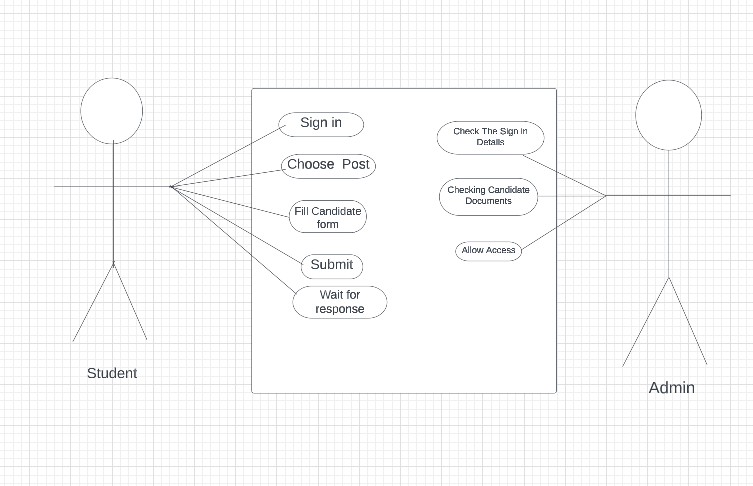 Sign in
Choose Post
Fill Candidate
form
Submit
Wait for
response
Check The Sign in
Details
Checking Candidate
Documents
Allow Access
Student
Admin